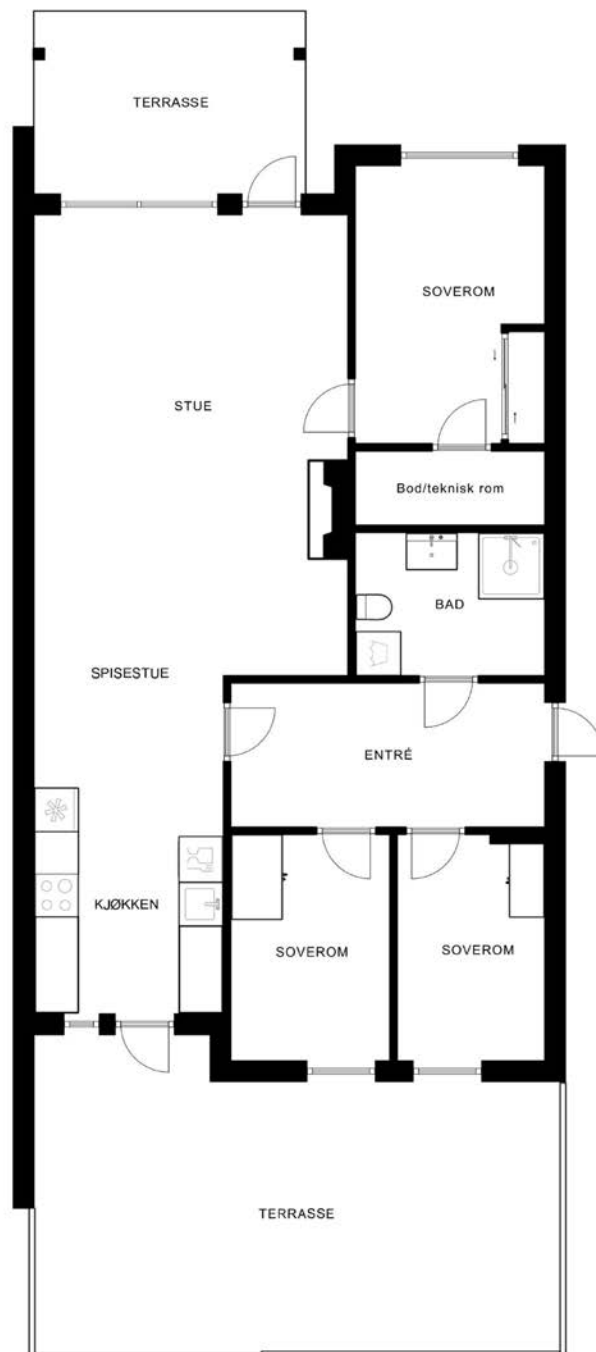 TERRASSE
SOVEROM
STUE
Bod/teknisk rom
BAD
SPISESTUE
ENTRÉ
KJØKKEN
SOVEROM
SOVEROM
TERRASSE